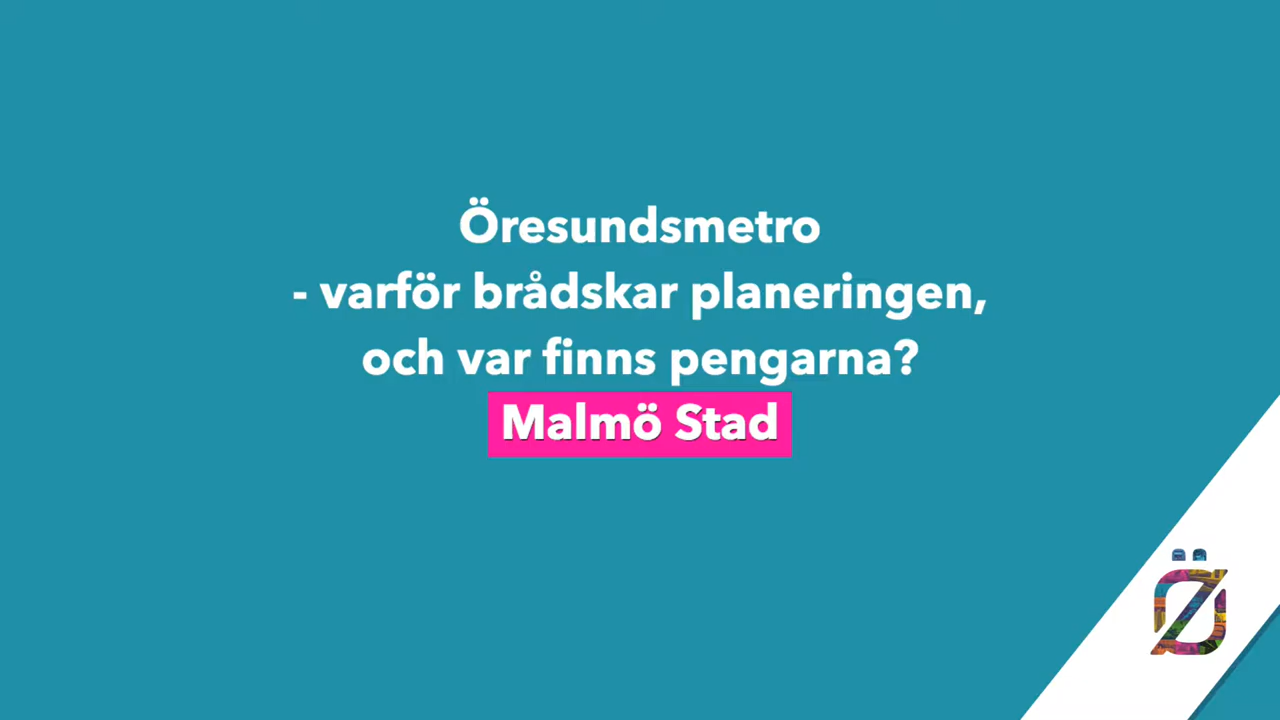 Öresundsmetro
- varför brådskar planeringen,
och var finns pengarna?
Malmö Stad